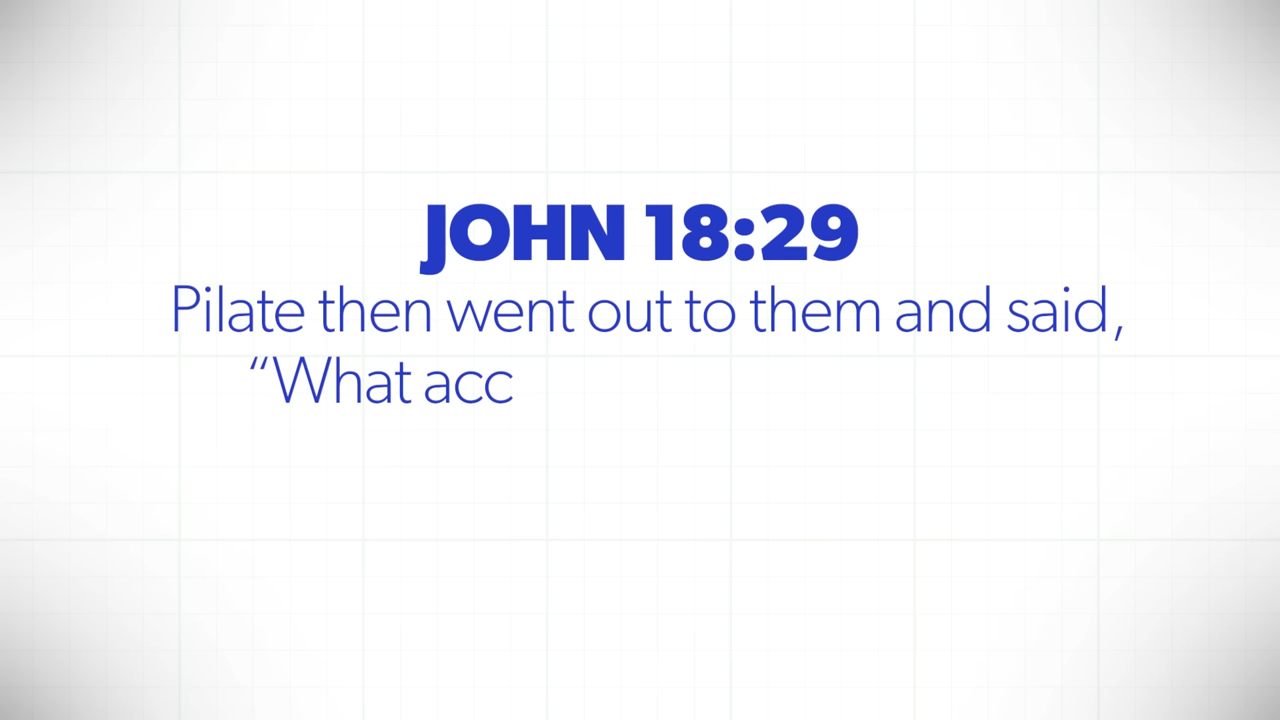 JOHN 18:29
Pilate then went out to them and said,
“What acc